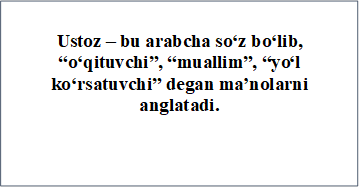 Ustoz – bu arabcha so‘z bo‘lib,
“o‘qituvchi”, “muallim”, “yo‘l
ko‘rsatuvchi” degan ma’nolarni
anglatadi.